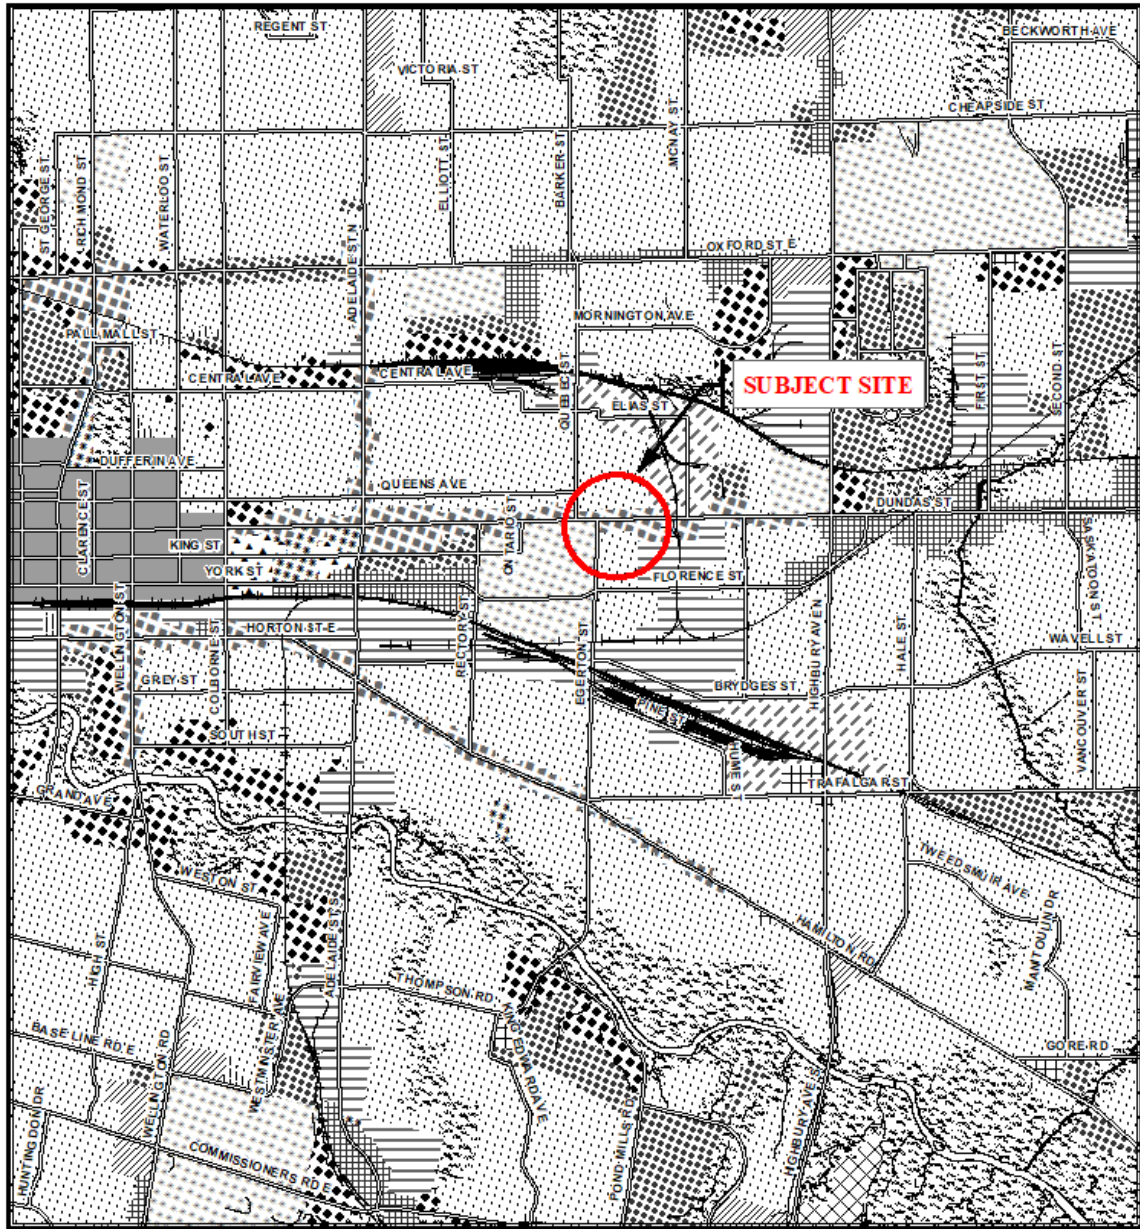 REGENT ST
BECKWORTH AVE
VICTORIA ST
CHEAPSIDE ST
MCNAY ST
ST GEORGE ST
RICHMOND ST
WATERLOO ST
ELLIOTT ST
BARKER ST
OXFORD ST E
ADELAIDE ST N
MORNINGTON AVE
PALL MALL ST
CENTRAL AVE
CENTRAL AVE
QUEBEC ST
SUBJECT SITE
FIRST ST
SECOND ST
ELIAS ST
DUFFERIN AVE
QUEENS AVE
DUNDAS ST
CLARENCE ST
ONTARIO ST
KING ST
SASKATOON ST
YORK ST
FLORENCE ST
WELLINGTON ST
COLBORNE ST
HORTON ST E
RECTORY ST
EGERTON ST
HIGHBURY AVE N
HALE ST
WAVELL ST
GREY ST
BRYDGES ST
PINE ST
VANCOUVER ST
SOUTH ST
HUME ST
TRAFALGAR ST
GRAND AVE
WESTON ST
TWEEDSMUIR AVE
HIGH ST
FAIRVIEW AVE
ADELAIDE ST S
HAMILTON RD
MANITOULIN DR
THOMPSON RD
BASE LINE RD E
WESTMINSTER AVE
KING EDWARD AVE
GORE RD
WELLINGTON RD
HUNTINGDON DR
COMMISSIONERS RD E
POND MILLS RD
HIGHBURY AVE S